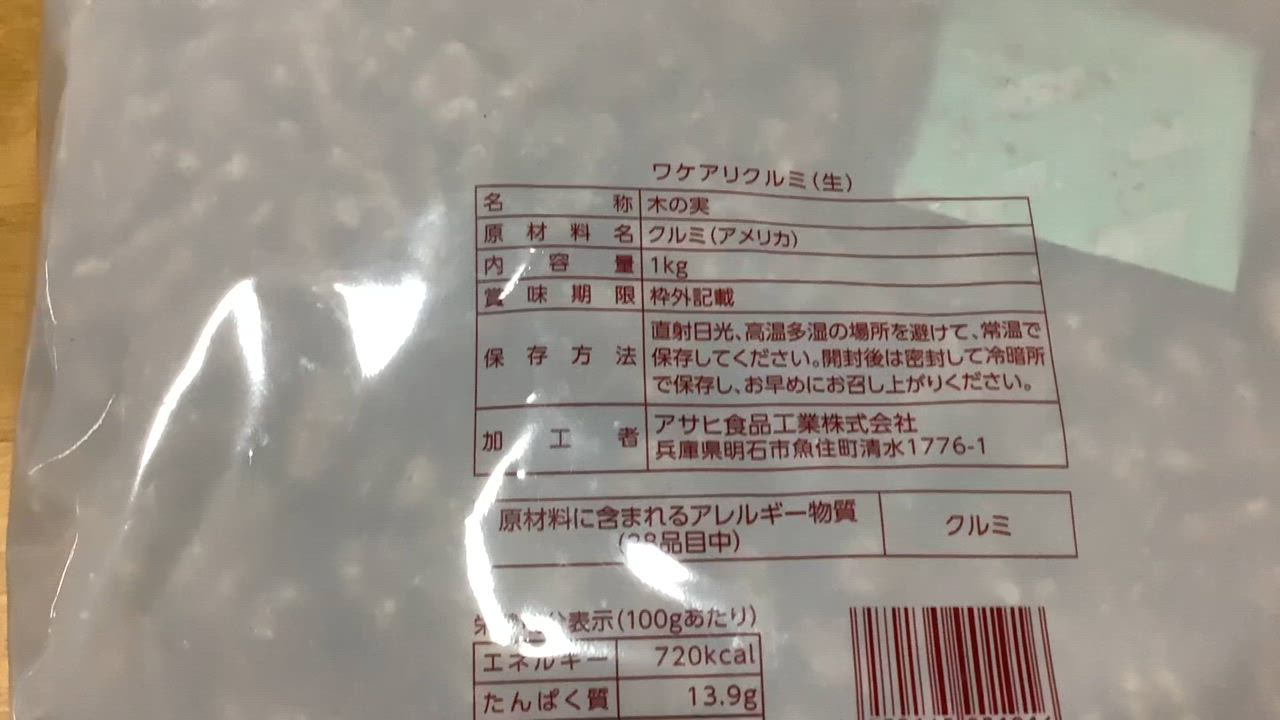 ワケアリクルミ(生)
名称 木の実
原材料名 クルミ(アメリカ)
内容量 1kg
賞味期限 枠外記載
保存方法 直射日光、高温多湿の場所を避けて、常温で
保存してください。開封後は密封して冷暗所
で保存し、お早めにお召し上がりください。
加工者 アサヒ食品工業株式会社
兵庫県明石市魚住町清水1776-1
原材料に含まれるアレルギー物質
(28品目中)
クルミ
表示(100gあたり)
エネルギー 720kcal
たんぱく質 13.9g